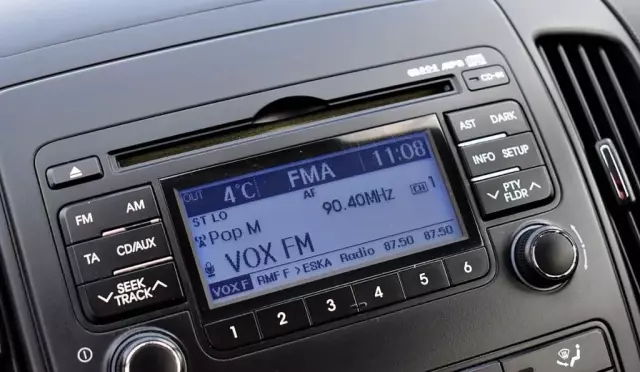 CD-IN
AST DARK
INFO SETUP
PTY
FLDR
FM AM
TA CD/AUX
SEEK
TRACK
OUT 4°C FMA 11:08
AF
ST LO 90.40MHz CH 1
Pop M
VOX FM
VOX F RMF F >ESKA Radio 87.50 87.50
1 2 3 4 5 6